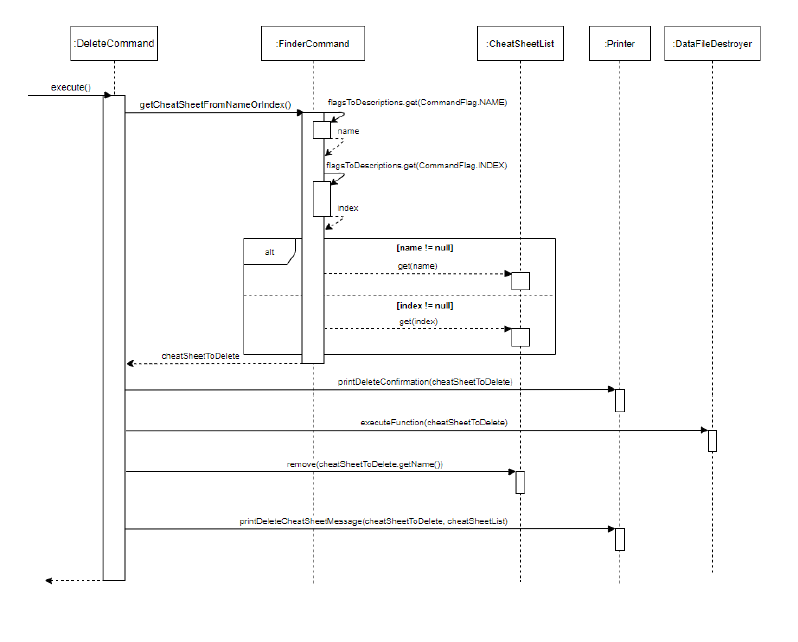 :DeleteCommand
:FinderCommand
:CheatSheetList
:Printer
:DataFileDestroyer
execute()
getCheatSheetFromNameOrIndex()
flagsToDescriptions.get(CommandFlag.NAME)
name
flagsToDescriptions.get(CommandFlag.INDEX)
index
alt
[name != null]
get(name)
[index != null]
get(index)
cheatSheetToDelete
printDeleteConfirmation(cheatSheetToDelete)
executeFunction(cheatSheetToDelete)
remove(cheatSheetToDelete.getName())
printDeleteCheatSheetMessage(cheatSheetToDelete, cheatSheetList)